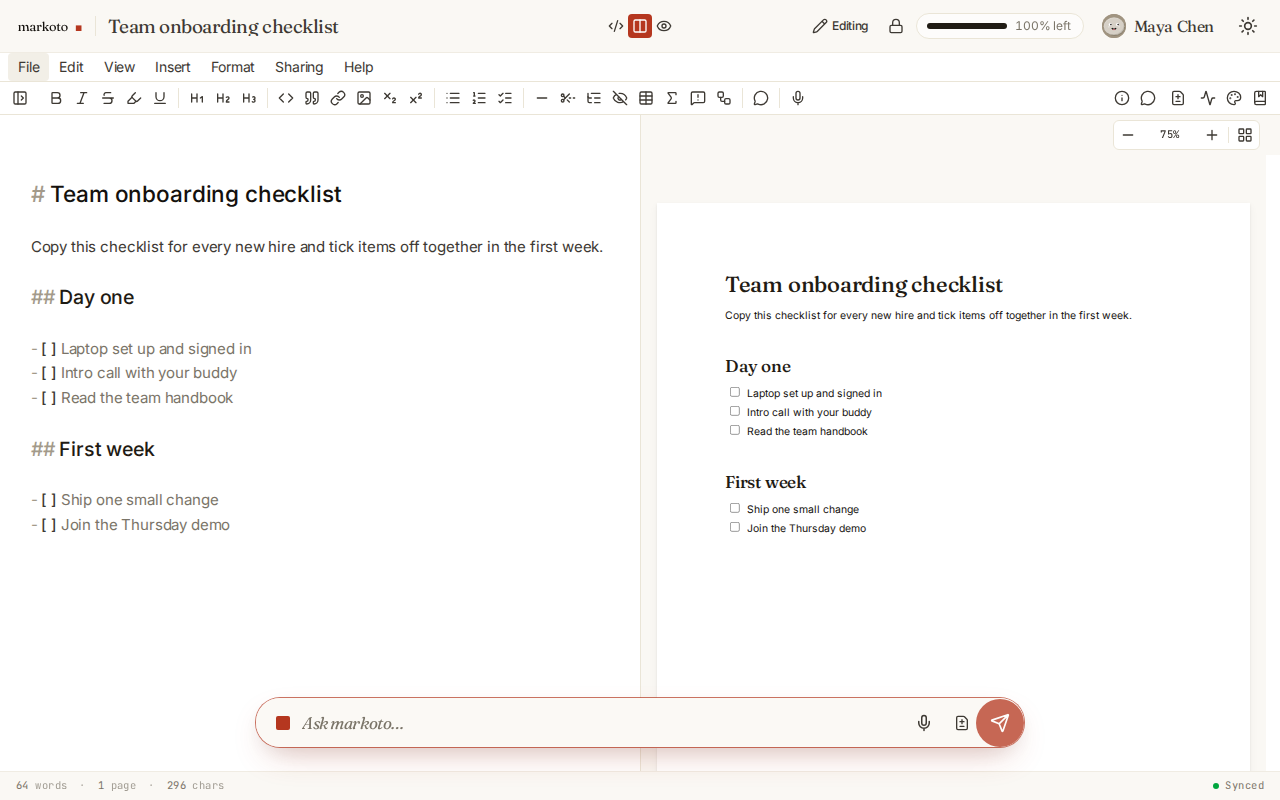 markoto
Team onboarding checklist
Editing
100% left
Maya Chen
File Edit View Insert Format Sharing Help
H1 H2 H3
75%
# Team onboarding checklist
Copy this checklist for every new hire and tick items off together in the first week.
## Day one
- [ ] Laptop set up and signed in
- [ ] Intro call with your buddy
- [ ] Read the team handbook
## First week
- [ ] Ship one small change
- [ ] Join the Thursday demo
Team onboarding checklist
Copy this checklist for every new hire and tick items off together in the first week.
Day one
Laptop set up and signed in
Intro call with your buddy
Read the team handbook
First week
Ship one small change
Join the Thursday demo
Ask markoto...
64 words · 1 page · 296 chars
Synced